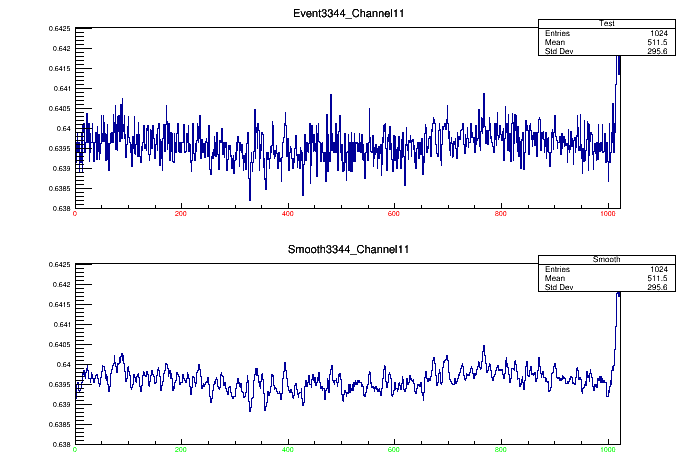 Event3344_Channel11
Test
Entries 1024
Mean 511.5
Std Dev 295.6
0.6425
0.642
0.6415
0.641
0.6405
0.64
0.6395
0.639
0.6385
0.638
0 200 400 600 800 1000
Smooth3344_Channel11
Smooth
Entries 1024
Mean 511.5
Std Dev 295.6
0.6425
0.642
0.6415
0.641
0.6405
0.64
0.6395
0.639
0.6385
0.638
0 200 400 600 800 1000